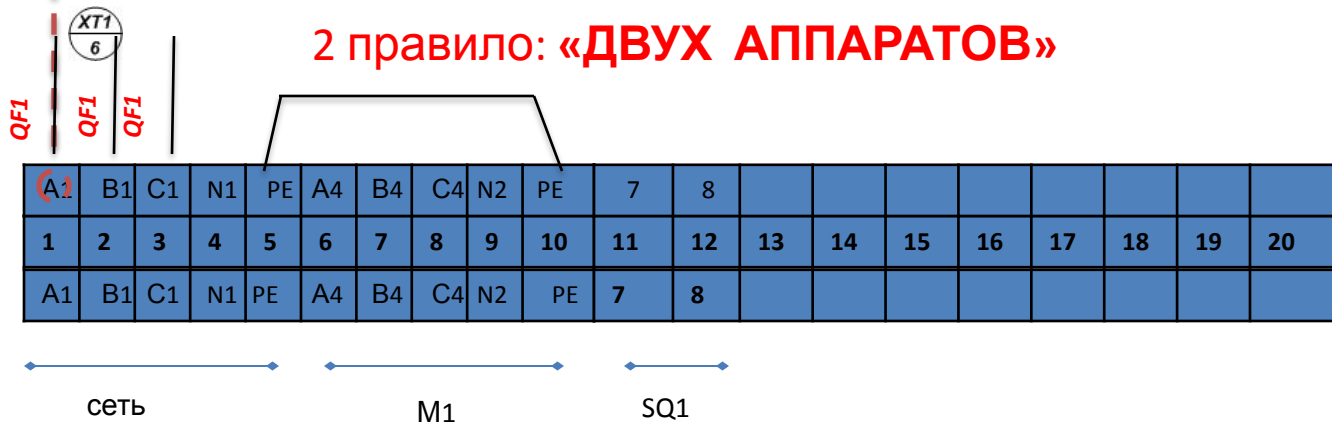 XT1
6
2 правило: «ДВУХ АППАРАТОВ»
QF1 QF1 QF1
A1 B1 C1 N1 PE A4 B4 C4 N2 PE 7 8
1 2 3 4 5 6 7 8 9 10 11 12 13 14 15 16 17 18 19 20
A1 B1 C1 N1 PE A4 B4 C4 N2 PE 7 8
сеть M1 SQ1